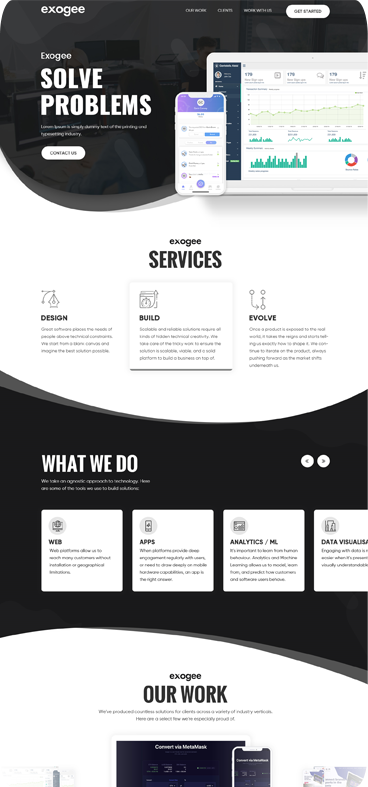 exogee
OUR WORK CLIENTS WORK WITH US GET STARTED
Exogee
SOLVE
PROBLEMS
Lorem Ipsum is simply dummy text of the printing and
typesetting industry.
CONTACT US
175 175 175
exogee
SERVICES
DESIGN
Great software places the needs of
people above technical constraints.
We start from a blank canvas and
imagine the best solution possible.
BUILD
Scalable and reliable solutions require all
kinds of hidden technical creativity. We
take care of the tricky work to ensure the
solution is scalable, viable, and a solid
platform to build a business on top of.
EVOLVE
Once a product is exposed to the real
world, it takes the reigns and starts tell-
ing us exactly how to shape it. We con-
tinue to iterate on the product, always
pushing forward as the market shifts
underneath us.
WHAT WE DO
We take an agnostic approach to technology. Here
are some of the tools we use to build solutions.
WEB
Web platforms allow us to
reach many customers without
installation or geographical
limitations.
APPS
When platforms provide deep
engagement regularly with users,
or need to draw deeply on mobile
hardware capabilities, an app is
the right answer.
ANALYTICS / ML
It's important to learn from human
behaviour. Analytics and Machine
Learning allows us to model, learn
from, and predict how customers
and software users behave.
DATA VISUALISA
Engaging with data is
easier when it's presen
visually understandable
exogee
OUR WORK
We've produced countless solutions for clients across a variety of industry verticals.
Here are a select few we're especially proud of.
Convert via MetaMask
Convert via MetaMask